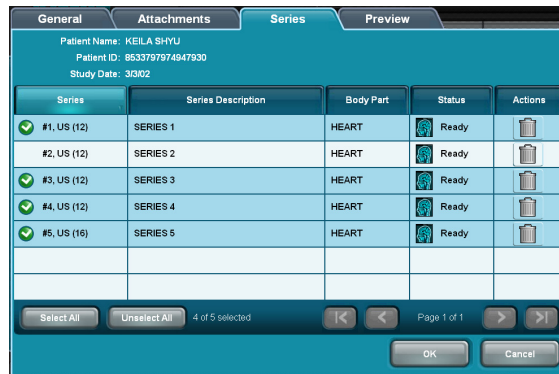 General Attachments Series Preview
Patient Name: KEILA SHYU
Patient ID: 8533797974947930
Study Date: 3/3/02
Series Series Description Body Part Status Actions
#1, US (12) SERIES 1 HEART Ready
#2, US (12) SERIES 2 HEART Ready
#3, US (12) SERIES 3 HEART Ready
#4, US (12) SERIES 4 HEART Ready
#5, US (16) SERIES 5 HEART Ready
Select All Unselect All 4 of 5 selected Page 1 of 1
OK Cancel